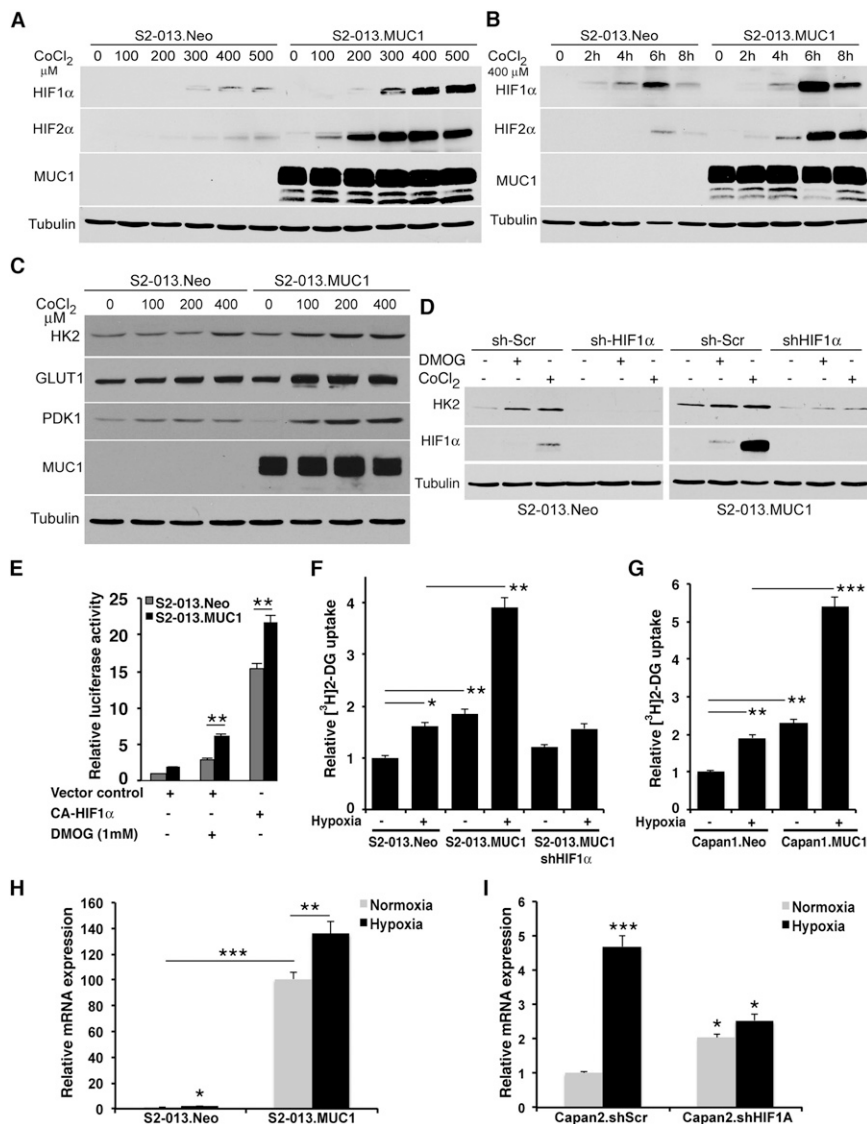 A
S2-013.Neo S2-013.MUC1
CoCl2 μM 0 100 200 300 400 500 0 100 200 300 400 500
HIF1α
HIF2α
MUC1
Tubulin
B
S2-013.Neo S2-013.MUC1
CoCl2 400 μM 0 2h 4h 6h 8h 0 2h 4h 6h 8h
HIF1α
HIF2α
MUC1
Tubulin
C
S2-013.Neo S2-013.MUC1
CoCl2 μM 0 100 200 400 0 100 200 400
HK2
GLUT1
PDK1
MUC1
Tubulin
D
sh-Scr sh-HIF1α sh-Scr shHIF1α
DMOG - + - - + - - + - - + -
CoCl2 - - + - - + - - + - - +
HK2
HIF1α
Tubulin
S2-013.Neo S2-013.MUC1
E
Relative luciferase activity
25
20
15
10
5
0
S2-013.Neo
S2-013.MUC1
**
**
Vector control + + -
CA-HIF1α - - +
DMOG (1mM) - + -
F
Relative [³H]2-DG uptake
4
2
0
*
**
**
Hypoxia - + - + - +
S2-013.Neo S2-013.MUC1 S2-013.MUC1
shHIF1α
G
Relative [³H]2-DG uptake
6
5
4
3
2
1
0
**
**
***
Hypoxia - + - +
Capan1.Neo Capan1.MUC1
H
Relative mRNA expression
160
140
120
100
80
60
40
20
0
Normoxia
Hypoxia
*
***
**
S2-013.Neo S2-013.MUC1
I
Relative mRNA expression
6
5
4
3
2
1
0
Normoxia
Hypoxia
***
*
*
Capan2.shScr Capan2.shHIF1A